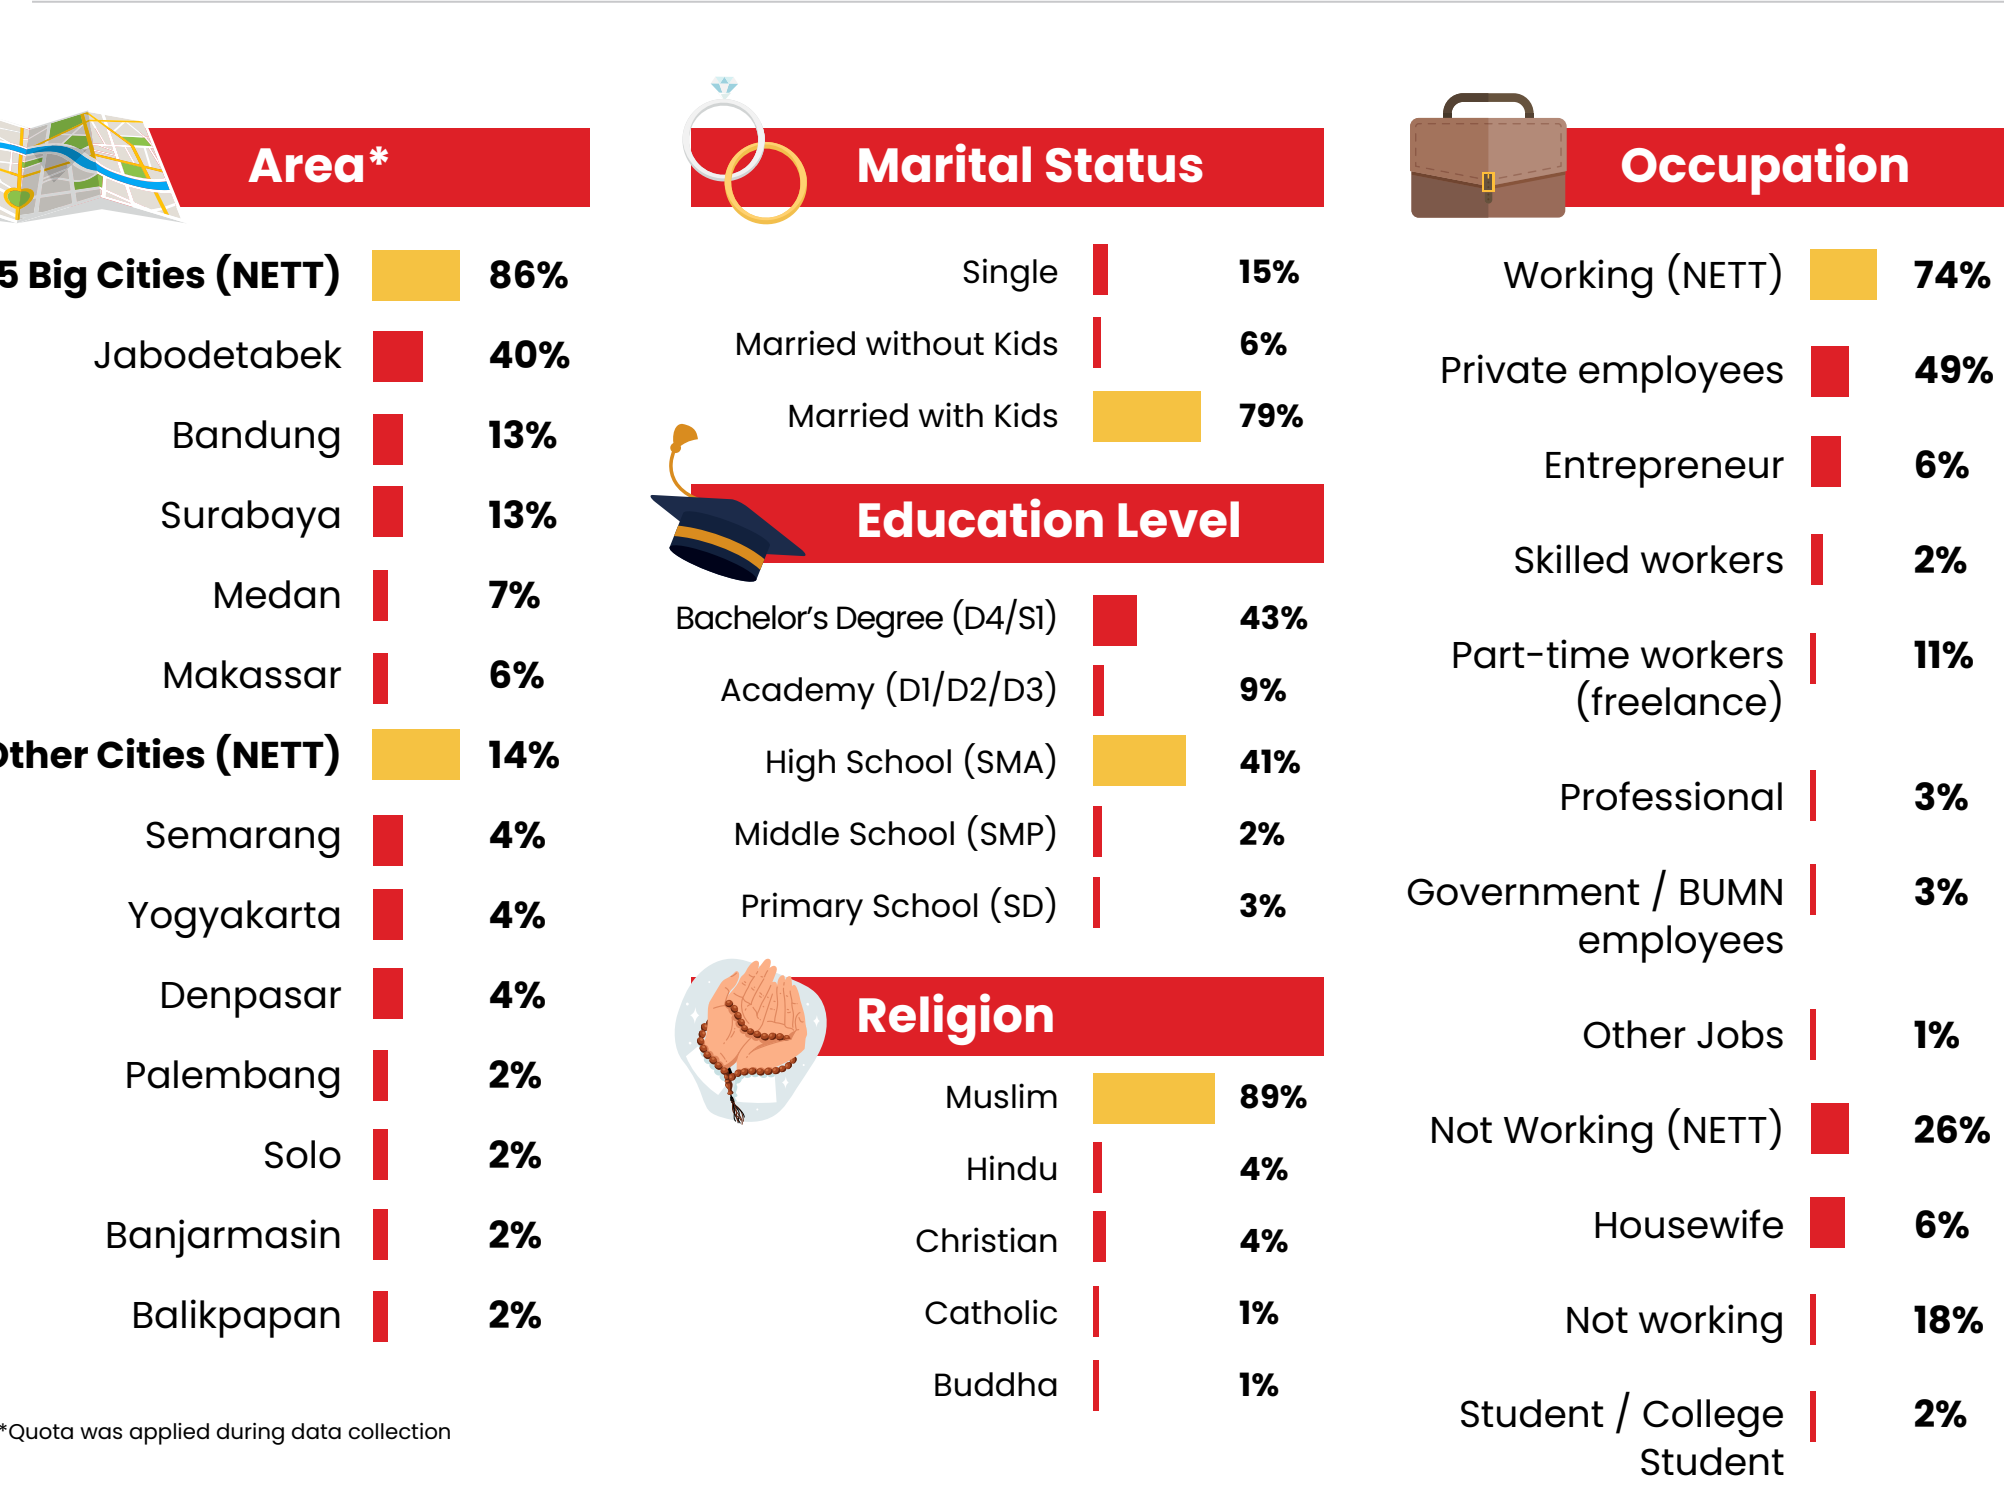 Area*
5 Big Cities (NETT) 86%
Jabodetabek 40%
Bandung 13%
Surabaya 13%
Medan 7%
Makassar 6%
Other Cities (NETT) 14%
Semarang 4%
Yogyakarta 4%
Denpasar 4%
Palembang 2%
Solo 2%
Banjarmasin 2%
Balikpapan 2%
*Quota was applied during data collection
Marital Status
Single 15%
Married without Kids 6%
Married with Kids 79%
Education Level
Bachelor’s Degree (D4/S1) 43%
Academy (D1/D2/D3) 9%
High School (SMA) 41%
Middle School (SMP) 2%
Primary School (SD) 3%
Religion
Muslim 89%
Hindu 4%
Christian 4%
Catholic 1%
Buddha 1%
Occupation
Working (NETT) 74%
Private employees 49%
Entrepreneur 6%
Skilled workers 2%
Part-time workers 11%
(freelance)
Professional 3%
Government / BUMN 3%
employees
Other Jobs 1%
Not Working (NETT) 26%
Housewife 6%
Not working 18%
Student / College 2%
Student